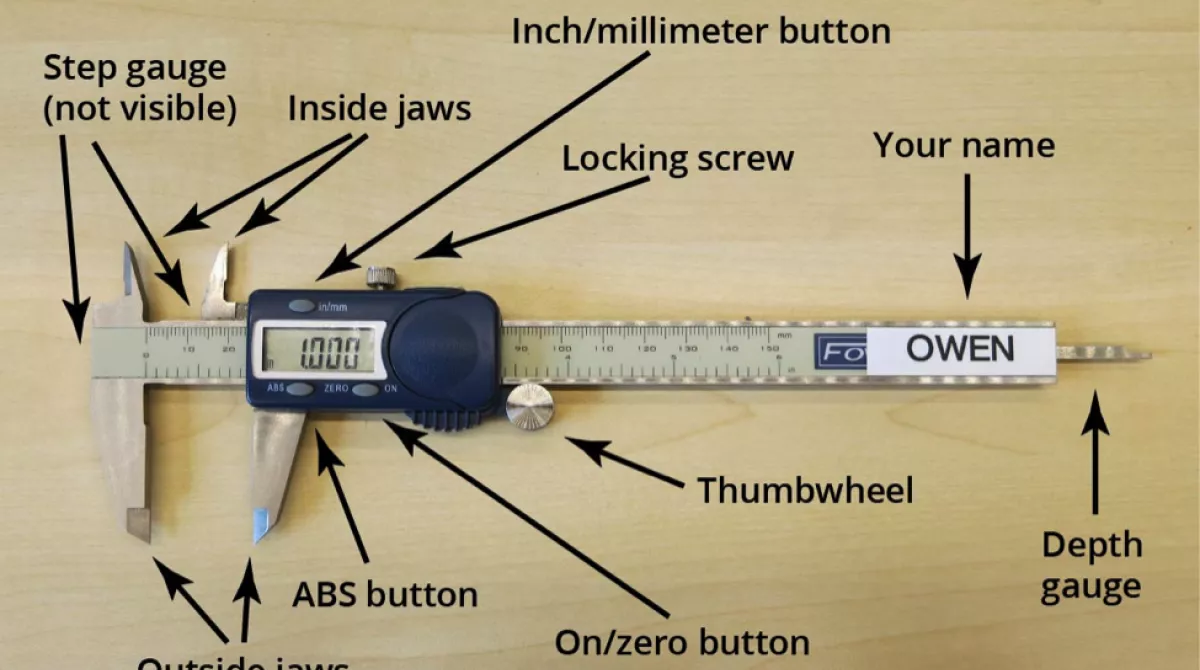 Inch/millimeter button
Step gauge
(not visible)
Inside jaws
Locking screw
Your name
in/mm
0 10 20
in 1.000
90 100 110 120 130 140 150 mm
4 5 6
Fo
OWEN
ABS ZERO ON
Thumbwheel
Depth
gauge
ABS button
On/zero button
Outside jaws